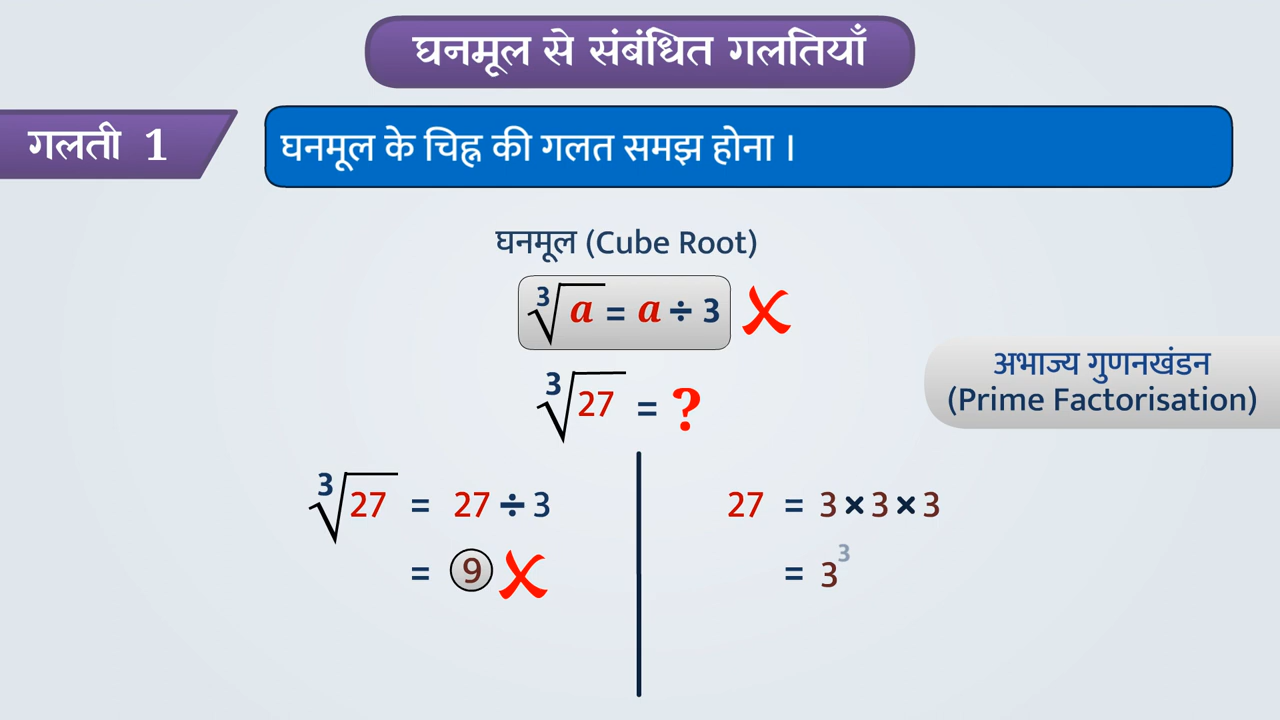 घनमूल से संबंधित गलतियाँ
गलती 1
घनमूल के चिह्न की गलत समझ होना ।
घनमूल (Cube Root)
∛a = a ÷ 3 ✗
∛27 = ?
अभाज्य गुणनखंडन
(Prime Factorisation)
∛27 = 27 ÷ 3
= 9 ✗
27 = 3 × 3 × 3
= 3³